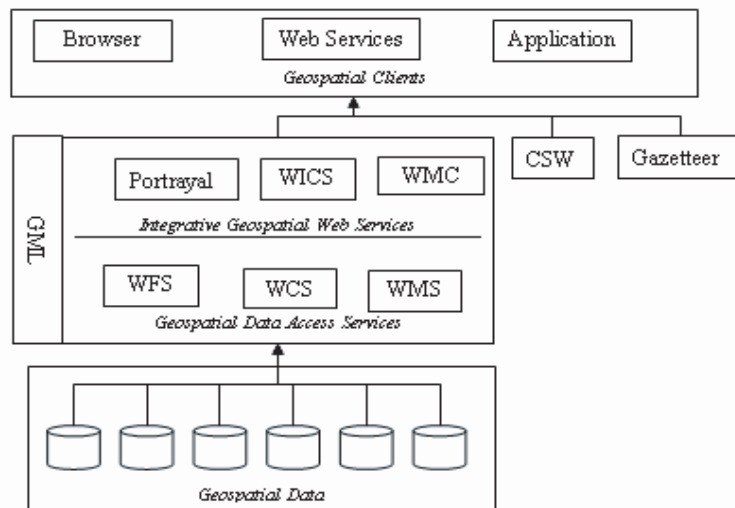 Browser
Web Services
Application
Geospatial Clients
CSW
Gazetteer
GML
Portrayal
WICS
WMC
Integrative Geospatial Web Services
WFS
WCS
WMS
Geospatial Data Access Services
Geospatial Data